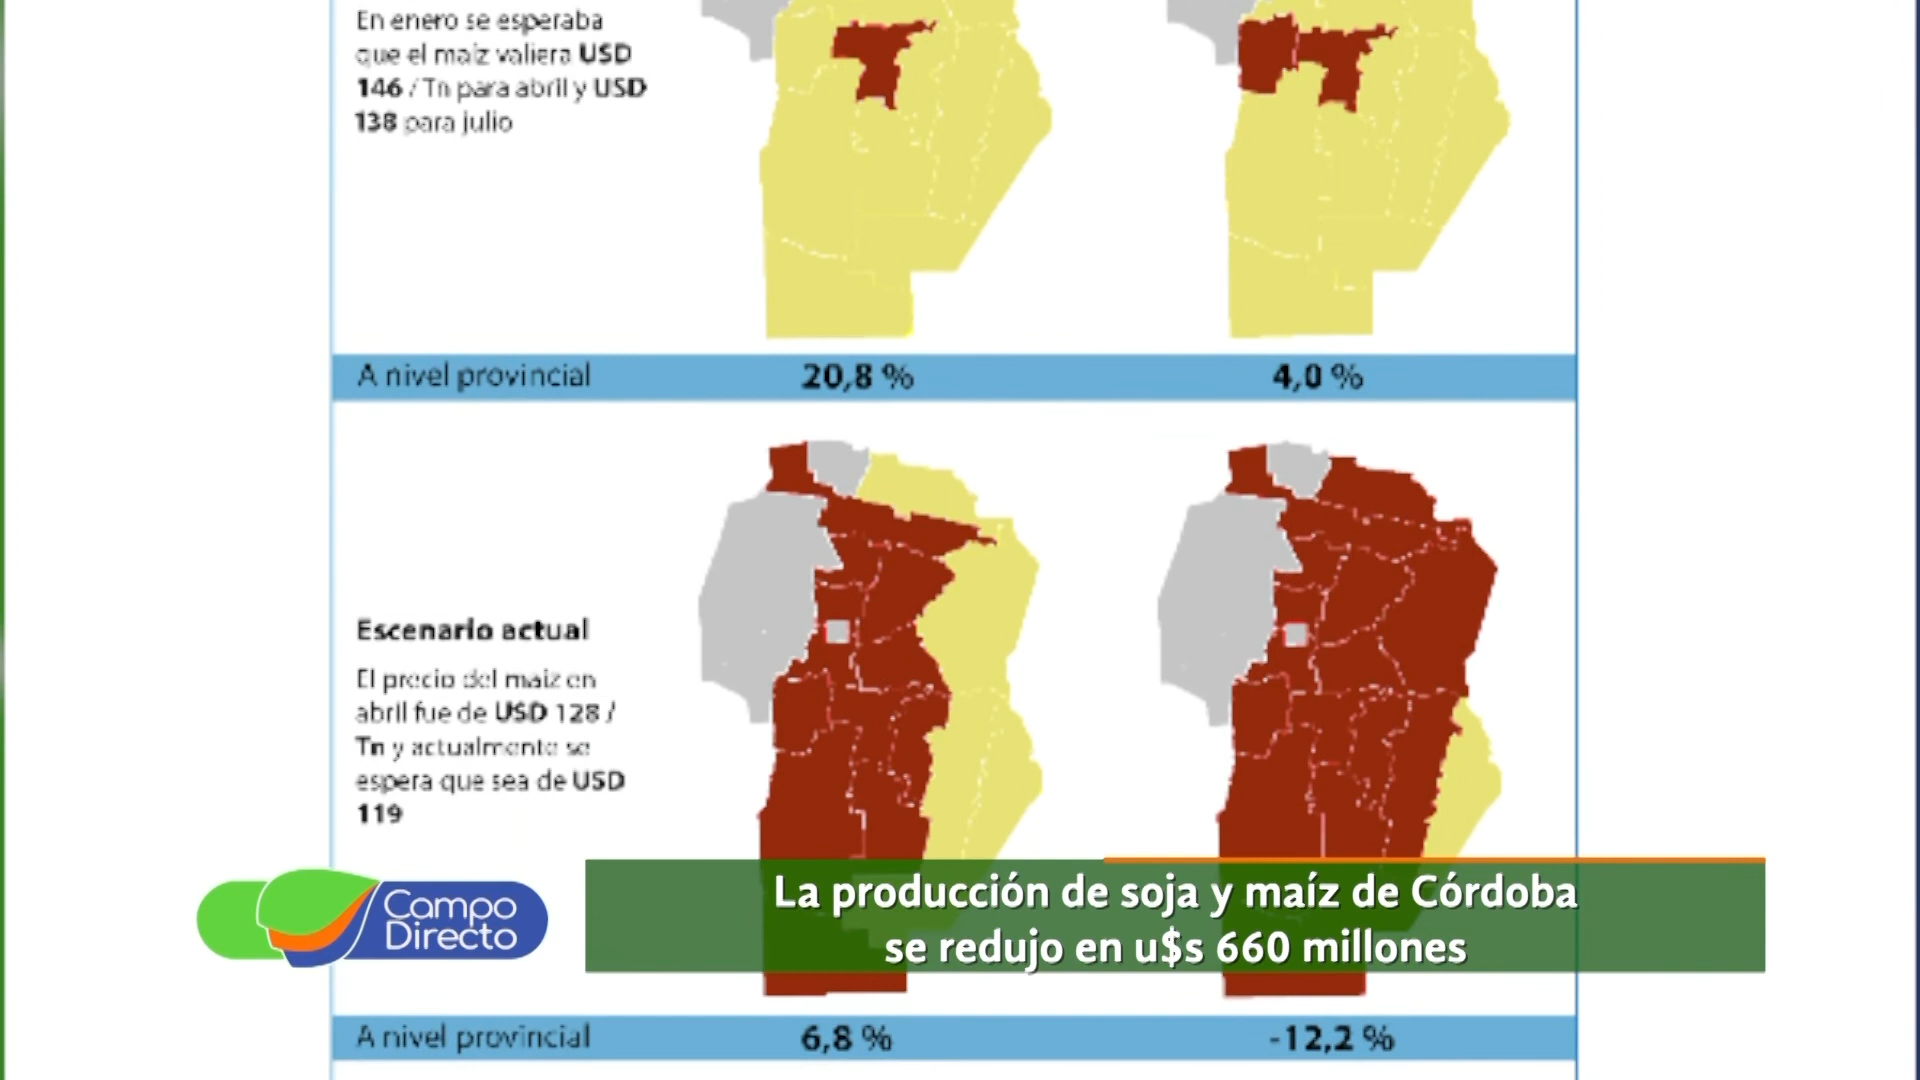 En enero se esperaba
que el maíz valiera USD
146 / Tn para abril y USD
138 para julio
A nivel provincial 20,8 % 4,0 %
Escenario actual
El precio del maíz en
abril fue de USD 128 /
Tn y actualmente se
espera que sea de USD
119
Campo
Directo
La producción de soja y maíz de Córdoba
se redujo en u$s 660 millones
A nivel provincial 6,8 % -12,2 %